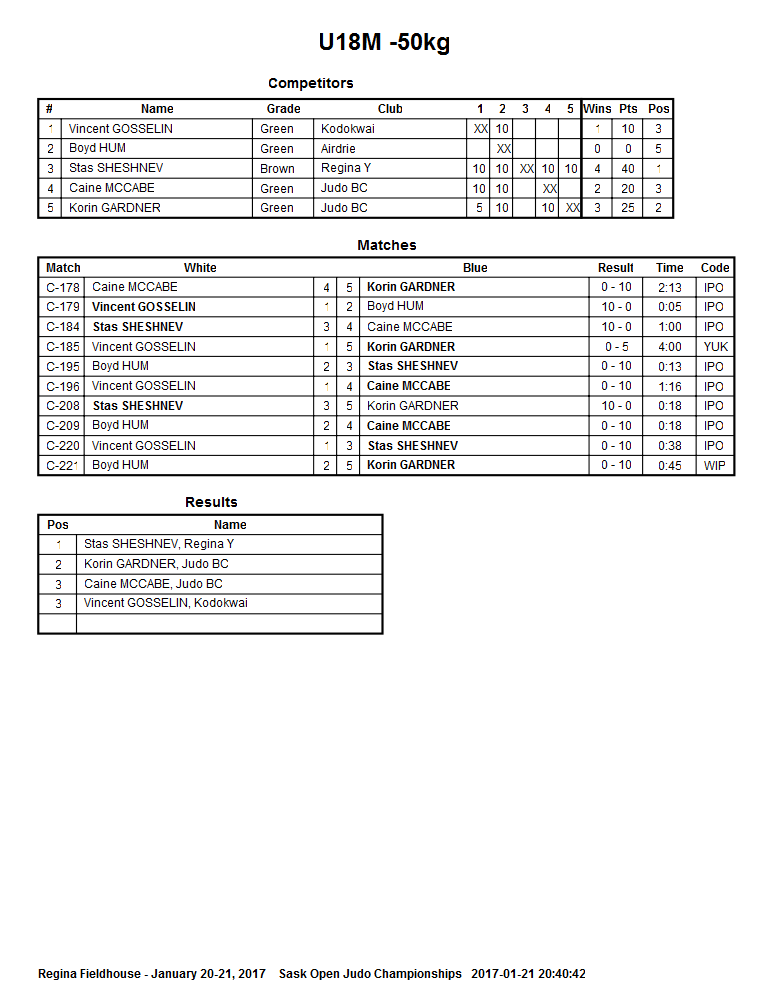 U18M -50kg
Competitors
# Name Grade Club 1 2 3 4 5 Wins Pts Pos
1 Vincent GOSSELIN Green Kodokwai XX 10 1 10 3
2 Boyd HUM Green Airdrie XX 0 0 5
3 Stas SHESHNEV Brown Regina Y 10 10 XX 10 10 4 40 1
4 Caine MCCABE Green Judo BC 10 10 XX 2 20 3
5 Korin GARDNER Green Judo BC 5 10 10 XX 3 25 2
Matches
Match White Blue Result Time Code
C-178 Caine MCCABE 4 5 Korin GARDNER 0 - 10 2:13 IPO
C-179 Vincent GOSSELIN 1 2 Boyd HUM 10 - 0 0:05 IPO
C-184 Stas SHESHNEV 3 4 Caine MCCABE 10 - 0 1:00 IPO
C-185 Vincent GOSSELIN 1 5 Korin GARDNER 0 - 5 4:00 YUK
C-195 Boyd HUM 2 3 Stas SHESHNEV 0 - 10 0:13 IPO
C-196 Vincent GOSSELIN 1 4 Caine MCCABE 0 - 10 1:16 IPO
C-208 Stas SHESHNEV 3 5 Korin GARDNER 10 - 0 0:18 IPO
C-209 Boyd HUM 2 4 Caine MCCABE 0 - 10 0:18 IPO
C-220 Vincent GOSSELIN 1 3 Stas SHESHNEV 0 - 10 0:38 IPO
C-221 Boyd HUM 2 5 Korin GARDNER 0 - 10 0:45 WIP
Results
Pos Name
1 Stas SHESHNEV, Regina Y
2 Korin GARDNER, Judo BC
3 Caine MCCABE, Judo BC
3 Vincent GOSSELIN, Kodokwai
Regina Fieldhouse - January 20-21, 2017 Sask Open Judo Championships 2017-01-21 20:40:42